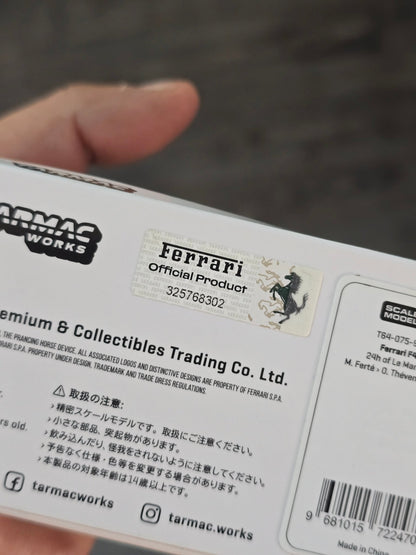 TARMAC
WORKS
Ferrari
Official Product
325768302
SCALE
MODEL
T64-075-
Ferrari F4
24h of Le Ma
M. Ferté > O. Théve
emium & Collectibles Trading Co. Ltd.
THE PRANCING HORSE DEVICE, ALL ASSOCIATED LOGOS AND DISTINCTIVE DESIGNS ARE PROPERTY OF FERRARI S.P.A.
ARI S.P.A. PROPERTY UNDER DESIGN, TRADEMARK AND TRADE DRESS REGULATIONS.
⚠ 取扱の注意:
> 精密スケールモデルです。取扱にご注意ください。
> 小さな部品、突起物があります。
> 飲み込んだり、怪我をされないように注意してください。
> 予告なく仕様・色等を変更する場合があります。
> 本製品の対象年齢は14歳以上です。
rs old.
tarmacworks
tarmac.works
9 681015 72247
Made in China